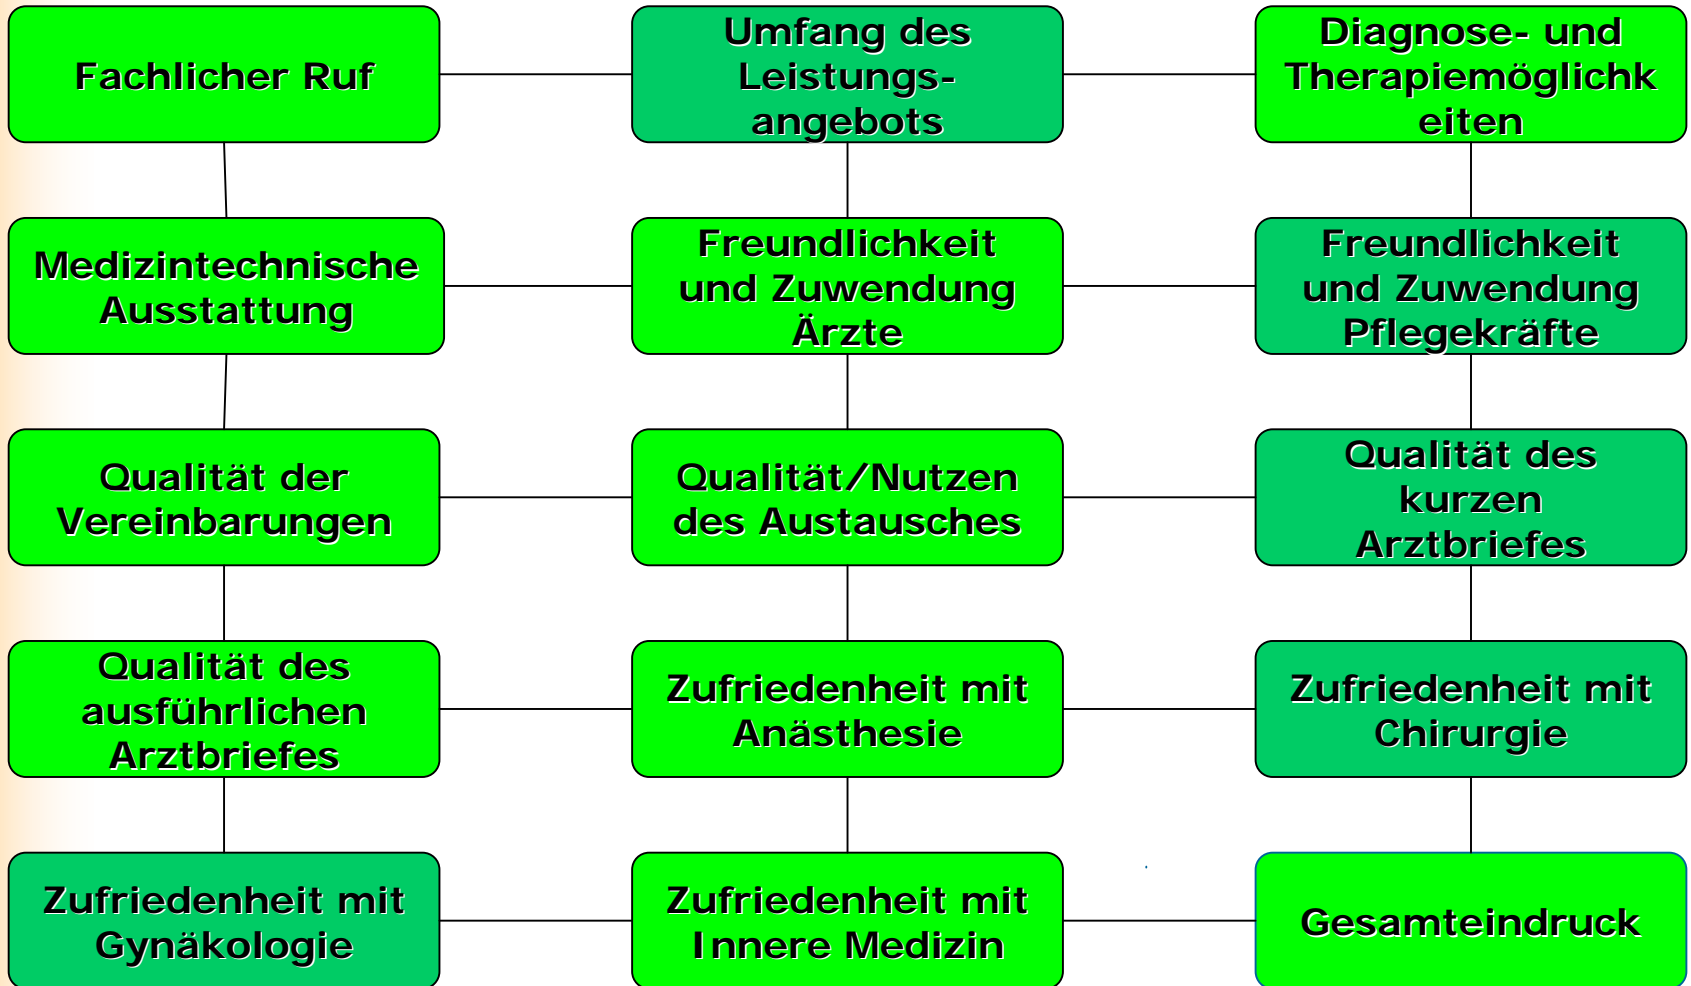 Fachlicher Ruf
Umfang des
Leistungs-
angebots
Diagnose- und
Therapiemöglichk
eiten
Medizintechnische
Ausstattung
Freundlichkeit
und Zuwendung
Ärzte
Freundlichkeit
und Zuwendung
Pflegekräfte
Qualität der
Vereinbarungen
Qualität/Nutzen
des Austausches
Qualität des
kurzen
Arztbriefes
Qualität des
ausführlichen
Arztbriefes
Zufriedenheit mit
Anästhesie
Zufriedenheit mit
Chirurgie
Zufriedenheit mit
Gynäkologie
Zufriedenheit mit
Innere Medizin
Gesamteindruck